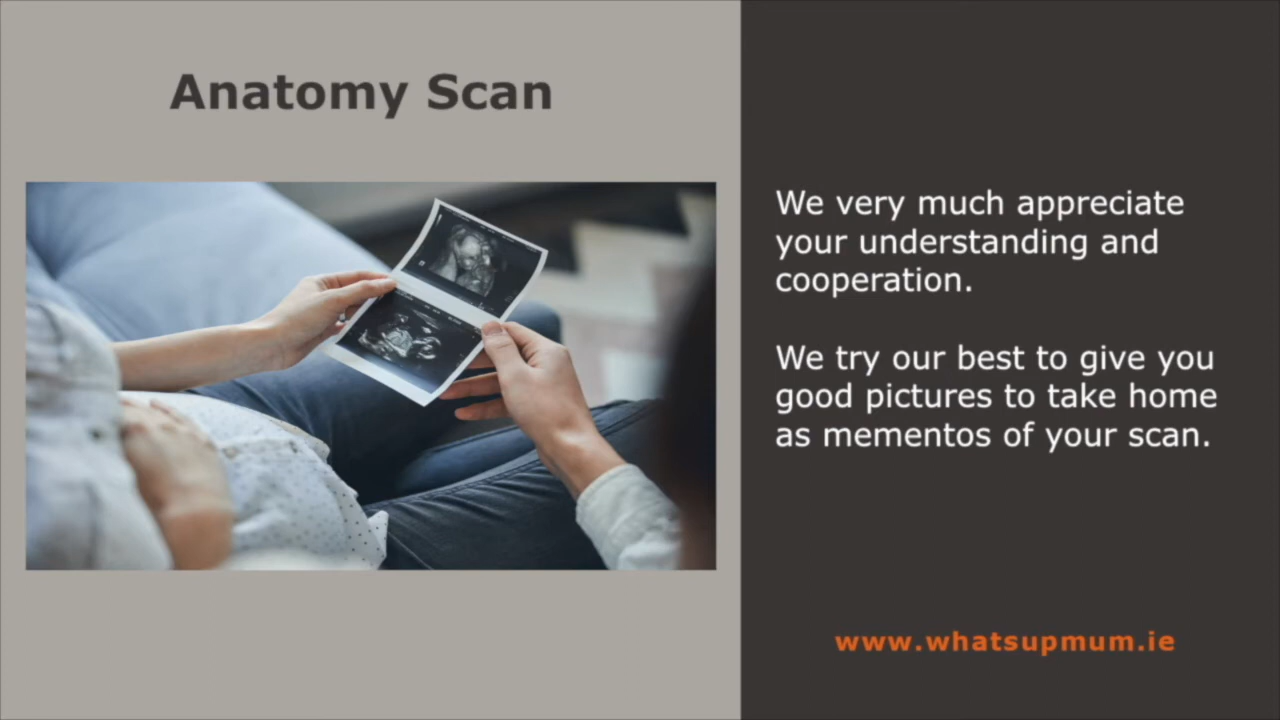 Anatomy Scan
We very much appreciate
your understanding and
cooperation.
We try our best to give you
good pictures to take home
as mementos of your scan.
www.whatsupmum.ie